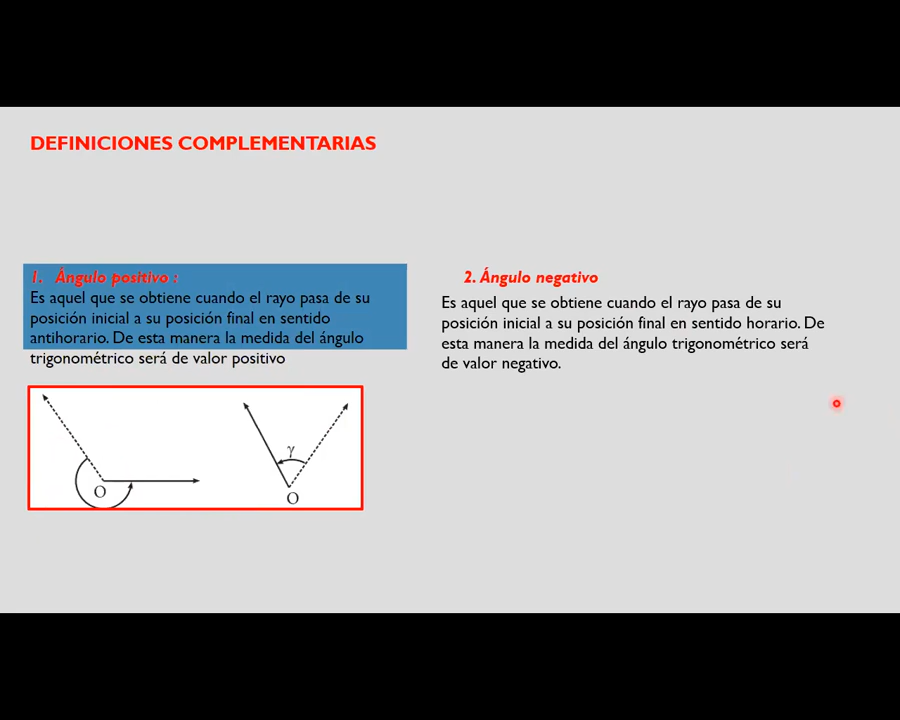 DEFINICIONES COMPLEMENTARIAS
1. Ángulo positivo :
Es aquel que se obtiene cuando el rayo pasa de su
posición inicial a su posición final en sentido
antihorario. De esta manera la medida del ángulo
trigonométrico será de valor positivo
O
γ
O
2. Ángulo negativo
Es aquel que se obtiene cuando el rayo pasa de su
posición inicial a su posición final en sentido horario. De
esta manera la medida del ángulo trigonométrico será
de valor negativo.